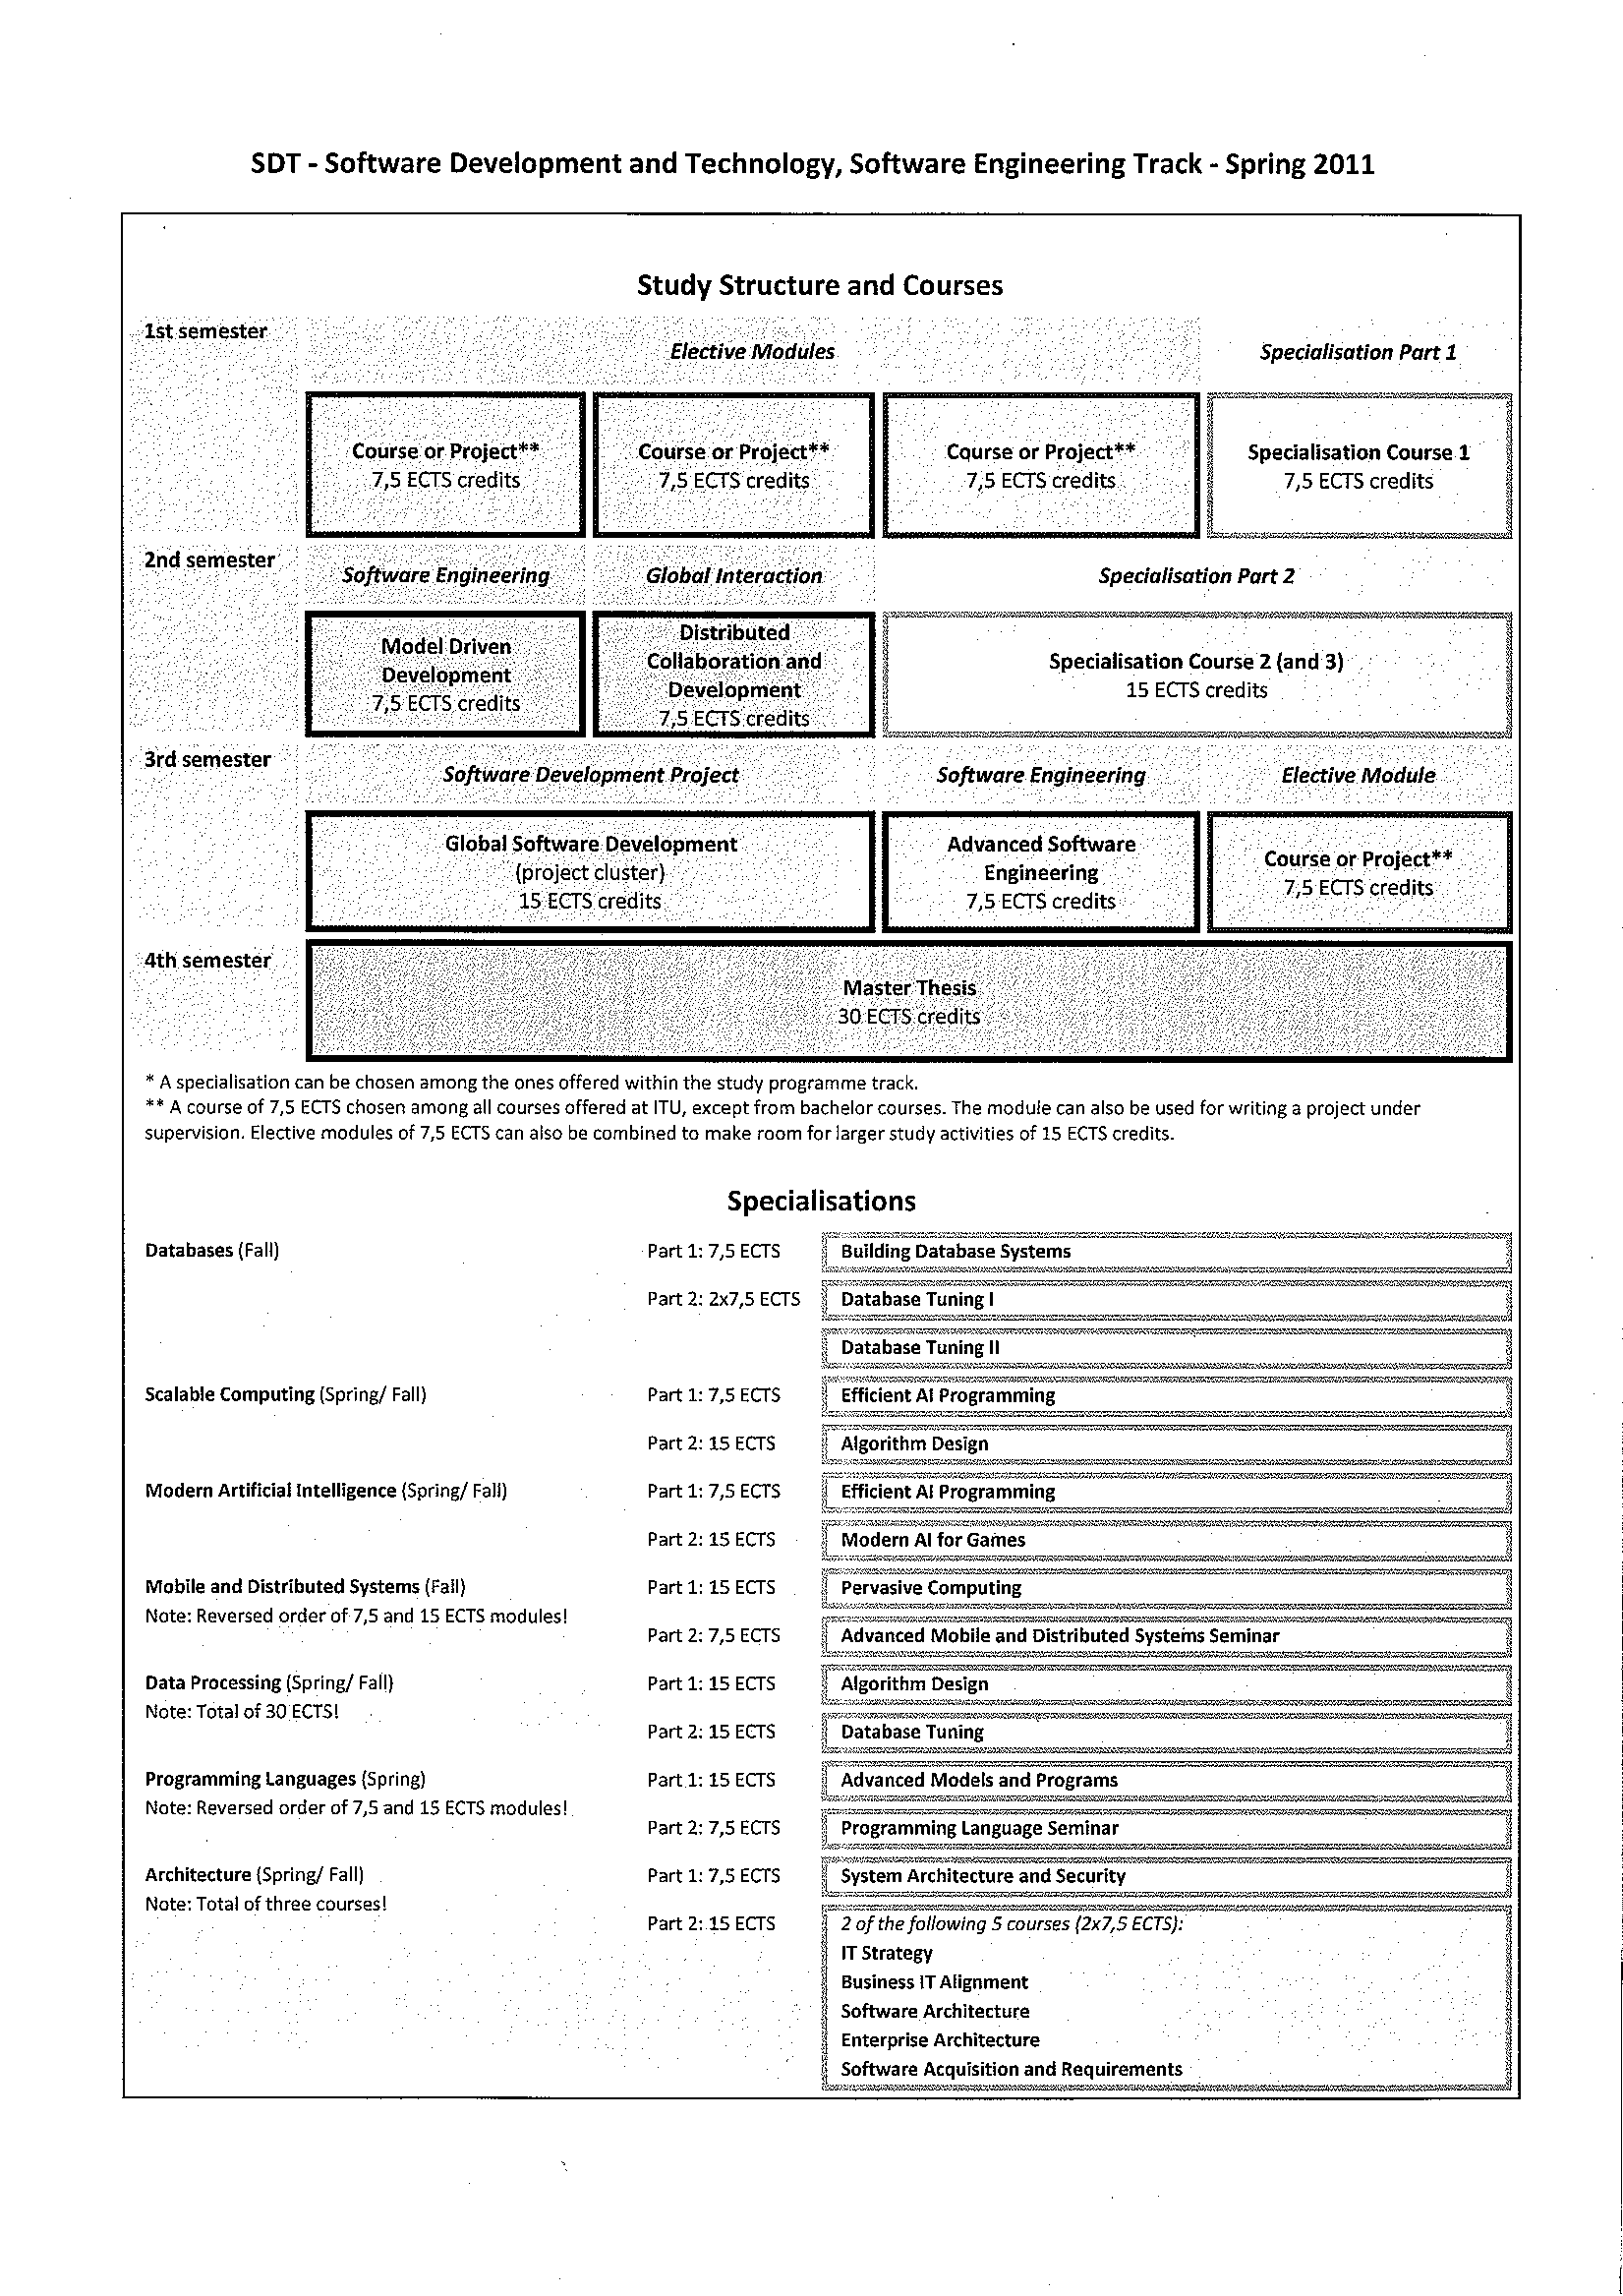 SDT - Software Development and Technology, Software Engineering Track - Spring 2011
Study Structure and Courses
1st semester
Elective Modules
Specialisation Part 1
Course or Project**
7,5 ECTS credits
Course or Project**
7,5 ECTS credits
Course or Project**
7,5 ECTS credits
Specialisation Course 1
7,5 ECTS credits
2nd semester
Software Engineering
Global Interaction
Specialisation Part 2
Model Driven
Development
7,5 ECTS credits
Distributed
Collaboration and
Development
7,5 ECTS credits
Specialisation Course 2 (and 3)
15 ECTS credits
3rd semester
Software Development Project
Software Engineering
Elective Module
Global Software Development
(project cluster)
15 ECTS credits
Advanced Software
Engineering
7,5 ECTS credits
Course or Project**
7,5 ECTS credits
4th semester
Master Thesis
30 ECTS credits
* A specialisation can be chosen among the ones offered within the study programme track.
** A course of 7,5 ECTS chosen among all courses offered at ITU, except from bachelor courses. The module can also be used for writing a project under
supervision. Elective modules of 7,5 ECTS can also be combined to make room for larger study activities of 15 ECTS credits.
Specialisations
Databases (Fall)
Part 1: 7,5 ECTS
Building Database Systems
Part 2: 2x7,5 ECTS
Database Tuning I
Database Tuning II
Scalable Computing (Spring/ Fall)
Part 1: 7,5 ECTS
Efficient AI Programming
Part 2: 15 ECTS
Algorithm Design
Modern Artificial Intelligence (Spring/ Fall)
Part 1: 7,5 ECTS
Efficient AI Programming
Part 2: 15 ECTS
Modern AI for Games
Mobile and Distributed Systems (Fall)
Part 1: 15 ECTS
Pervasive Computing
Note: Reversed order of 7,5 and 15 ECTS modules!
Part 2: 7,5 ECTS
Advanced Mobile and Distributed Systems Seminar
Data Processing (Spring/ Fall)
Part 1: 15 ECTS
Algorithm Design
Note: Total of 30 ECTS!
Part 2: 15 ECTS
Database Tuning
Programming Languages (Spring)
Part 1: 15 ECTS
Advanced Models and Programs
Note: Reversed order of 7,5 and 15 ECTS modules!
Part 2: 7,5 ECTS
Programming Language Seminar
Architecture (Spring/ Fall)
Part 1: 7,5 ECTS
System Architecture and Security
Note: Total of three courses!
Part 2: 15 ECTS
2 of the following 5 courses (2x7,5 ECTS):
IT Strategy
Business IT Alignment
Software Architecture
Enterprise Architecture
Software Acquisition and Requirements